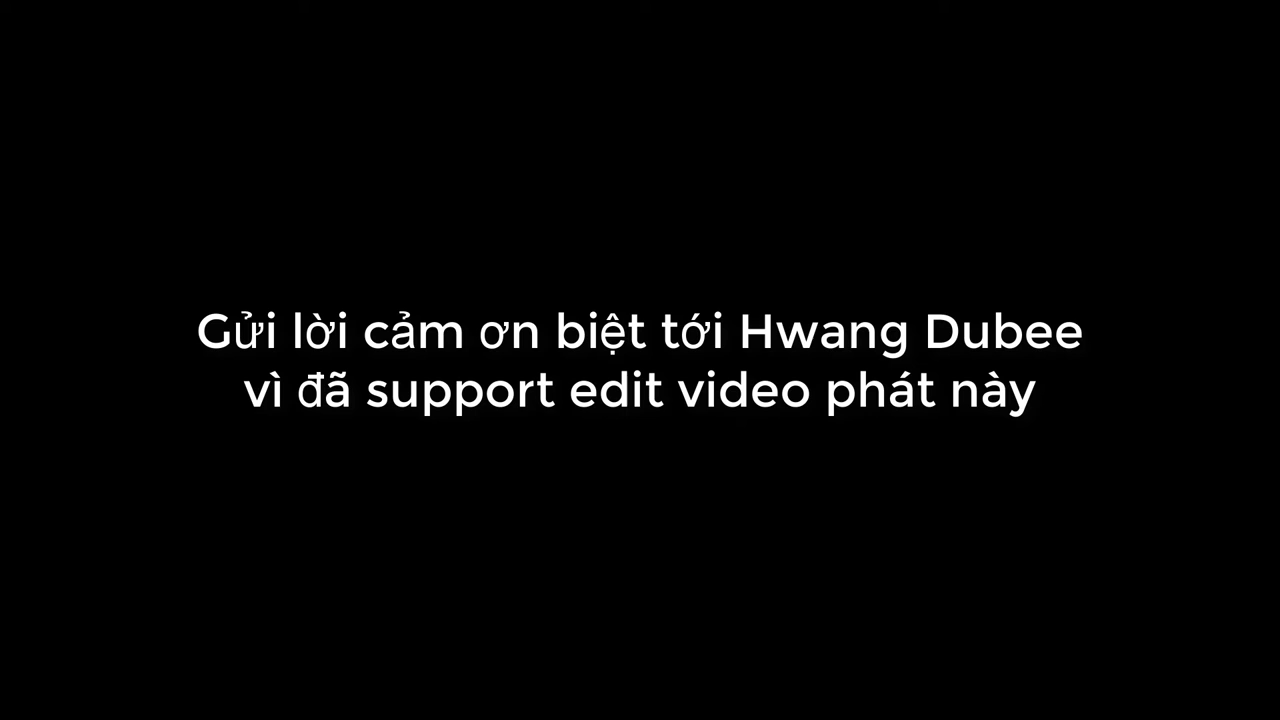 Gửi lời cảm ơn biệt tới Hwang Dubee
vì đã support edit video phát này